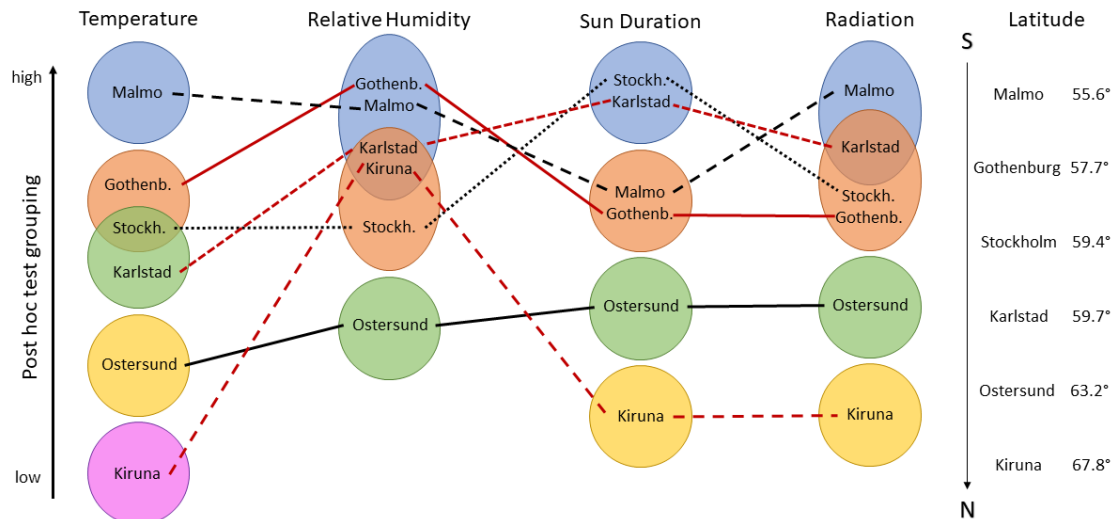 Temperature
Relative Humidity
Sun Duration
Radiation
Latitude
Post hoc test grouping
high
low
Malmo
Gothenb.
Stockh.
Karlstad
Ostersund
Kiruna
Gothenb.
Malmo
Karlstad
Kiruna
Stockh.
Ostersund
Stockh.
Karlstad
Malmo
Gothenb.
Ostersund
Kiruna
Malmo
Karlstad
Stockh.
Gothenb.
Ostersund
Kiruna
S
Malmo 55.6°
Gothenburg 57.7°
Stockholm 59.4°
Karlstad 59.7°
Ostersund 63.2°
Kiruna 67.8°
N